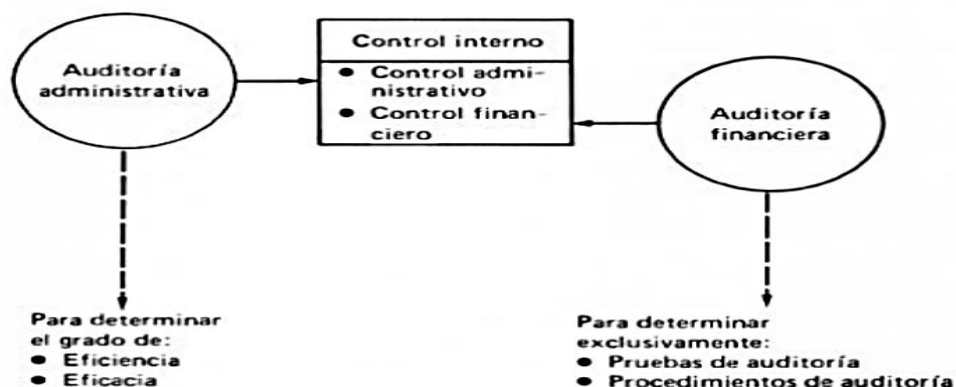 Auditoría
administrativa
Control interno
● Control admi-
nistrativo
● Control finan-
ciero
Auditoría
financiera
Para determinar
el grado de:
● Eficiencia
● Eficacia
Para determinar
exclusivamente:
● Pruebas de auditoría
● Procedimientos de auditoría